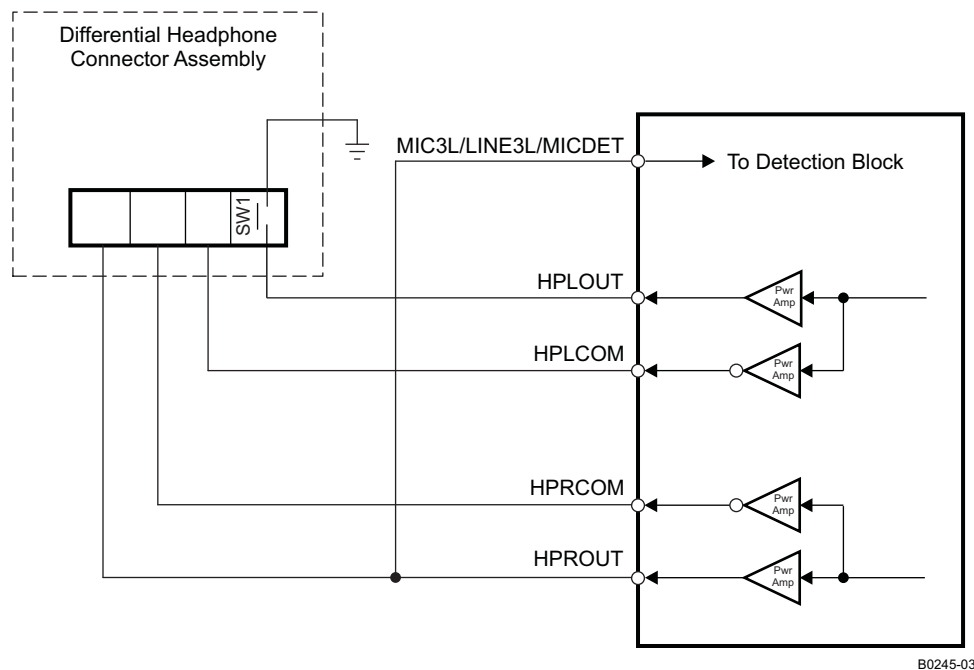 Differential Headphone
Connector Assembly
MIC3L/LINE3L/MICDET
To Detection Block
SW1
HPLOUT
Pwr
Amp
HPLCOM
Pwr
Amp
HPRCOM
Pwr
Amp
HPROUT
Pwr
Amp
B0245-03